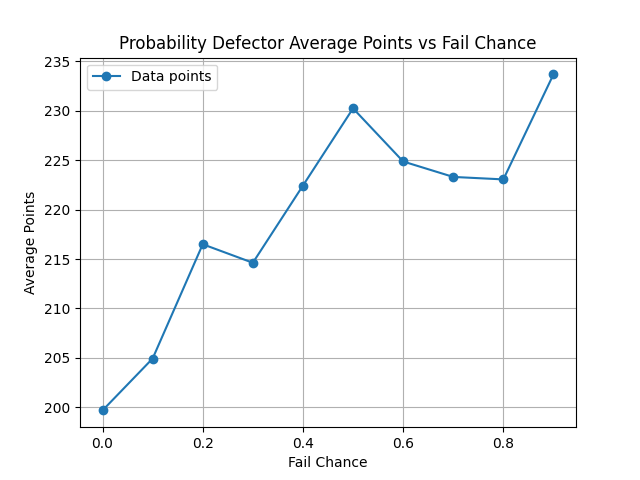 Probability Defector Average Points vs Fail Chance
Data points
235
230
225
220
215
210
205
200
Average Points
0.0 0.2 0.4 0.6 0.8
Fail Chance